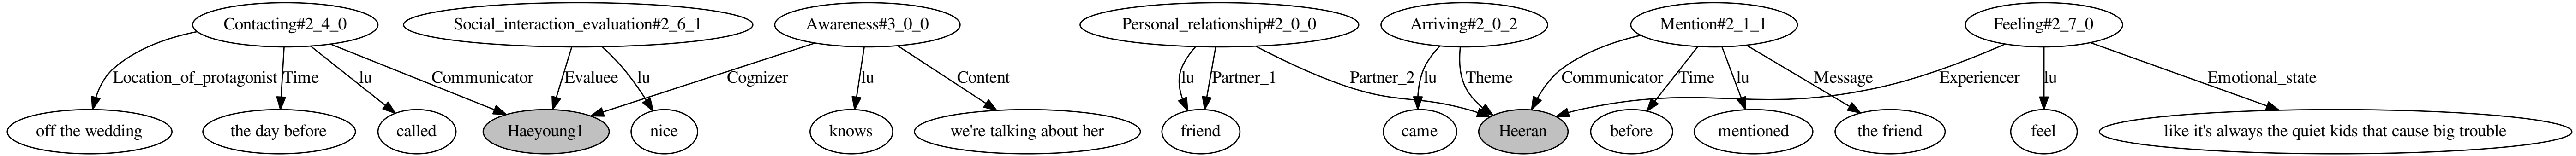 Contacting#2_4_0
Social_interaction_evaluation#2_6_1
Awareness#3_0_0
Personal_relationship#2_0_0
Arriving#2_0_2
Mention#2_1_1
Feeling#2_7_0
Location_of_protagonist
Time
lu
Communicator
Evaluee
lu
Cognizer
lu
Content
lu
Partner_1
Partner_2
lu
Theme
Communicator
Time
lu
Message
Experiencer
lu
Emotional_state
off the wedding
the day before
called
Haeyoung1
nice
knows
we're talking about her
friend
came
Heeran
before
mentioned
the friend
feel
like it's always the quiet kids that cause big trouble